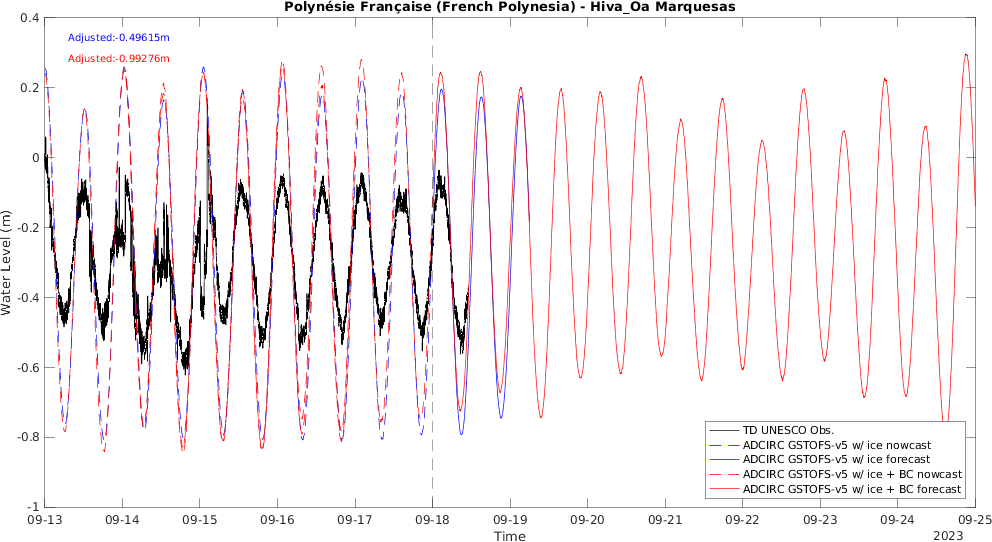 Polynésie Française (French Polynesia) - Hiva_Oa Marquesas
0.4
Adjusted:-0.49615m
Adjusted:-0.99276m
0.2
0
-0.2
-0.4
-0.6
-0.8
-1
Water Level (m)
TD UNESCO Obs.
ADCIRC GSTOFS-v5 w/ ice nowcast
ADCIRC GSTOFS-v5 w/ ice forecast
ADCIRC GSTOFS-v5 w/ ice + BC nowcast
ADCIRC GSTOFS-v5 w/ ice + BC forecast
09-13 09-14 09-15 09-16 09-17 09-18 09-19 09-20 09-21 09-22 09-23 09-24 09-25
Time
2023